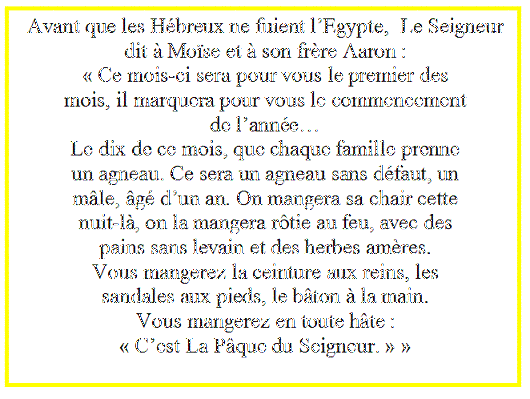 Avant que les Hébreux ne fuient l’Egypte, Le Seigneur
dit à Moïse et à son frère Aaron :
« Ce mois-ci sera pour vous le premier des
mois, il marquera pour vous le commencement
de l’année…
Le dix de ce mois, que chaque famille prenne
un agneau. Ce sera un agneau sans défaut, un
mâle, âgé d’un an. On mangera sa chair cette
nuit-là, on la mangera rôtie au feu, avec des
pains sans levain et des herbes amères.
Vous mangerez la ceinture aux reins, les
sandales aux pieds, le bâton à la main.
Vous mangerez en toute hâte :
« C’est La Pâque du Seigneur. » »